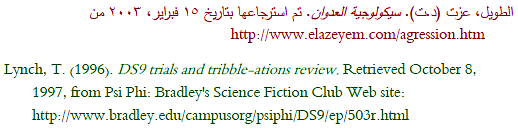 الطويل، عزت (د.ت). سيكولوجية العدوان. تم استرجاعها بتاريخ ١٥ فبراير، ٢٠٠٣ من
http://www.elazeyem.com/agression.htm
Lynch, T. (1996). DS9 trials and tribble-ations review. Retrieved October 8,
1997, from Psi Phi: Bradley's Science Fiction Club Web site:
http://www.bradley.edu/campusorg/psiphi/DS9/ep/503r.html